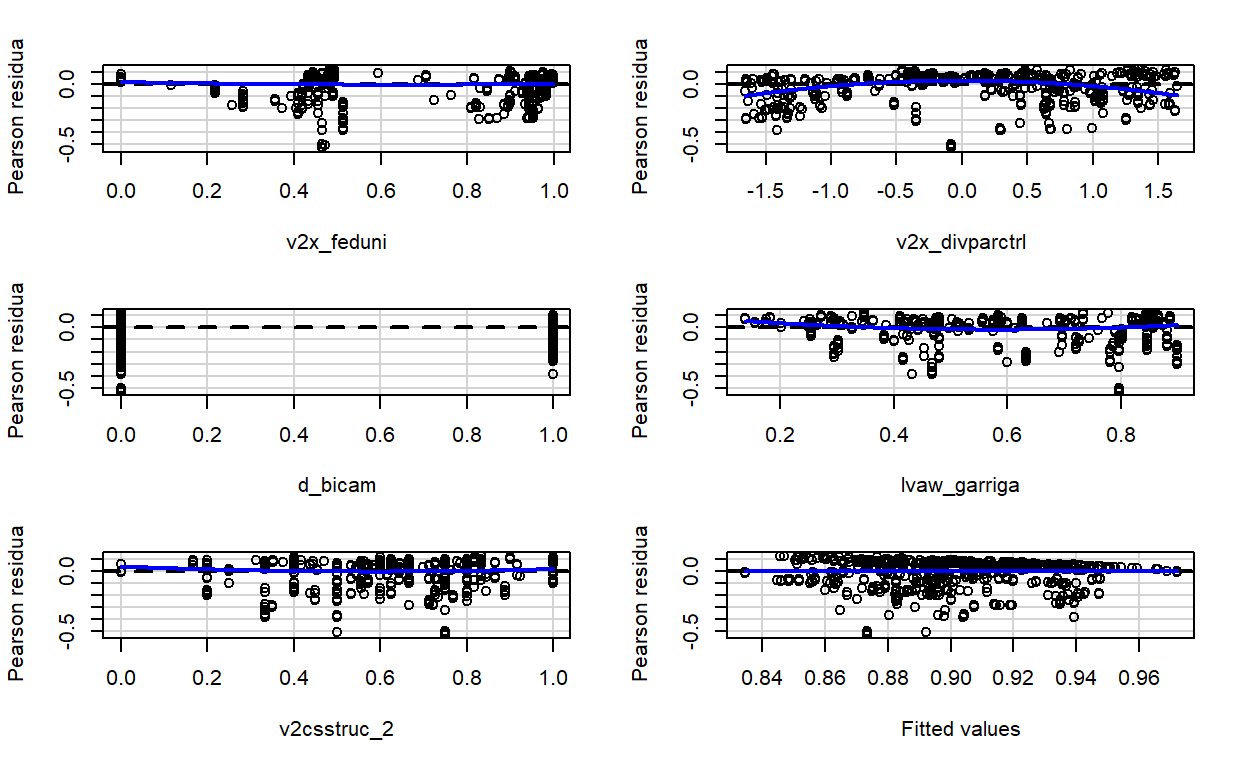 Pearson residua
0.0
-0.5
0.0 0.2 0.4 0.6 0.8 1.0
v2x_feduni
Pearson residua
0.0
-0.5
-1.5 -1.0 -0.5 0.0 0.5 1.0 1.5
v2x_divparctrl
Pearson residua
0.0
-0.5
0.0 0.2 0.4 0.6 0.8 1.0
d_bicam
Pearson residua
0.0
-0.5
0.2 0.4 0.6 0.8
lvaw_garriga
Pearson residua
0.0
-0.5
0.0 0.2 0.4 0.6 0.8 1.0
v2csstruc_2
Pearson residua
0.0
-0.5
0.84 0.86 0.88 0.90 0.92 0.94 0.96
Fitted values